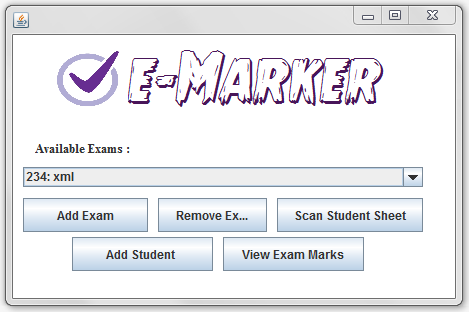 e-Marker
Available Exams :
234: xml
Add Exam
Remove Ex...
Scan Student Sheet
Add Student
View Exam Marks